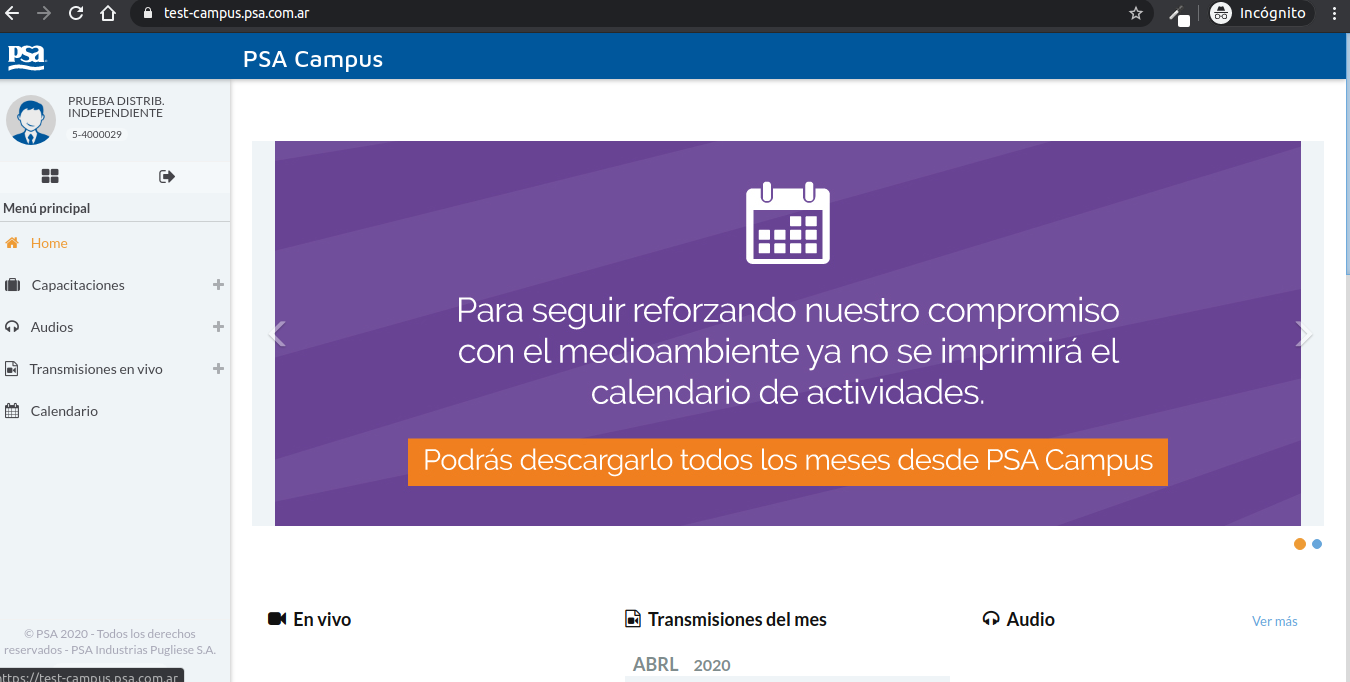 test-campus.psa.com.ar
Incógnito
psa
PSA Campus
PRUEBA DISTRIB.
INDEPENDIENTE
5-4000029
Menú principal
Home
Capacitaciones
Audios
Transmisiones en vivo
Calendario
Para seguir reforzando nuestro compromiso
con el medioambiente ya no se imprimirá el
calendario de actividades.
Podrás descargarlo todos los meses desde PSA Campus
En vivo
Transmisiones del mes
Audio
Ver más
ABRL 2020
© PSA 2020 - Todos los derechos
reservados - PSA Industrias Pugliese S.A.
https://test-campus.psa.com.ar